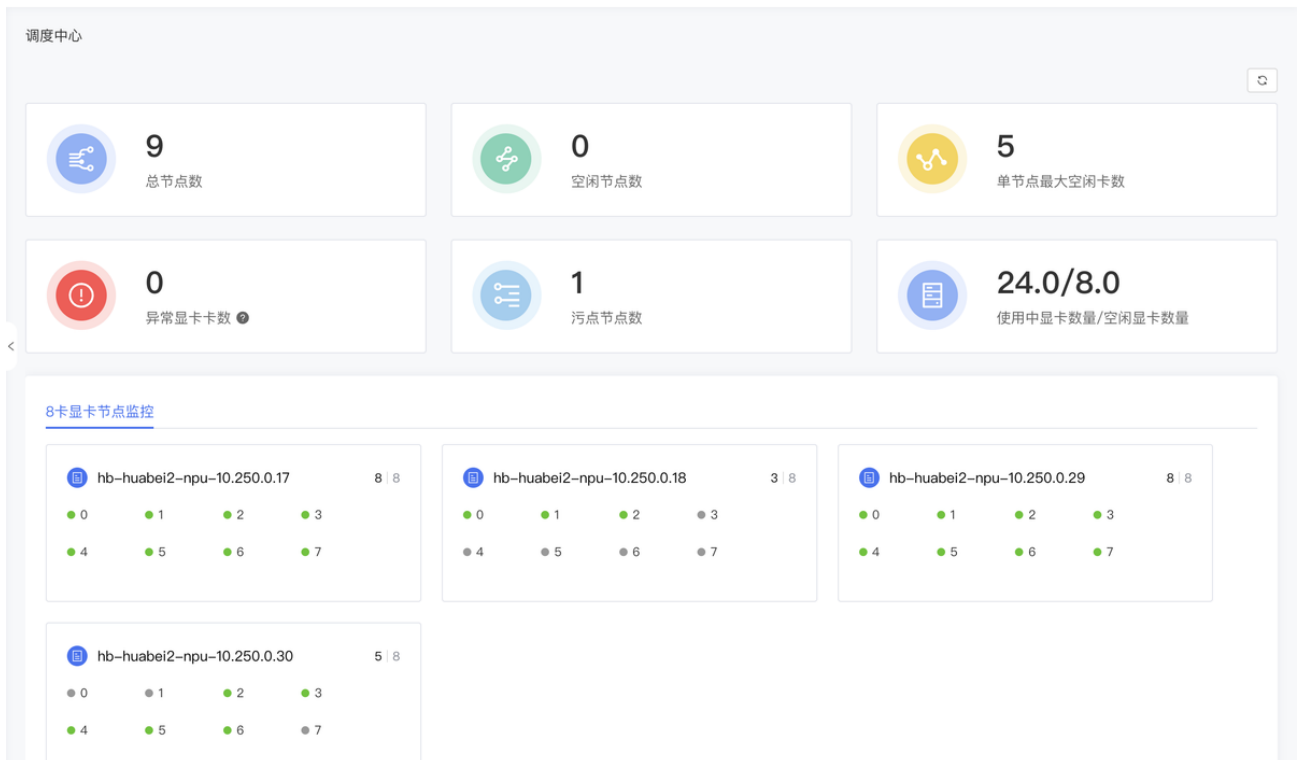 调度中心
9
总节点数
0
空闲节点数
5
单节点最大空闲卡数
0
异常显卡卡数
1
污点节点数
24.0/8.0
使用中显卡数量/空闲显卡数量
8卡显卡节点监控
hb-huabei2-npu-10.250.0.17 8 | 8
0 1 2 3
4 5 6 7
hb-huabei2-npu-10.250.0.18 3 | 8
0 1 2 3
4 5 6 7
hb-huabei2-npu-10.250.0.29 8 | 8
0 1 2 3
4 5 6 7
hb-huabei2-npu-10.250.0.30 5 | 8
0 1 2 3
4 5 6 7